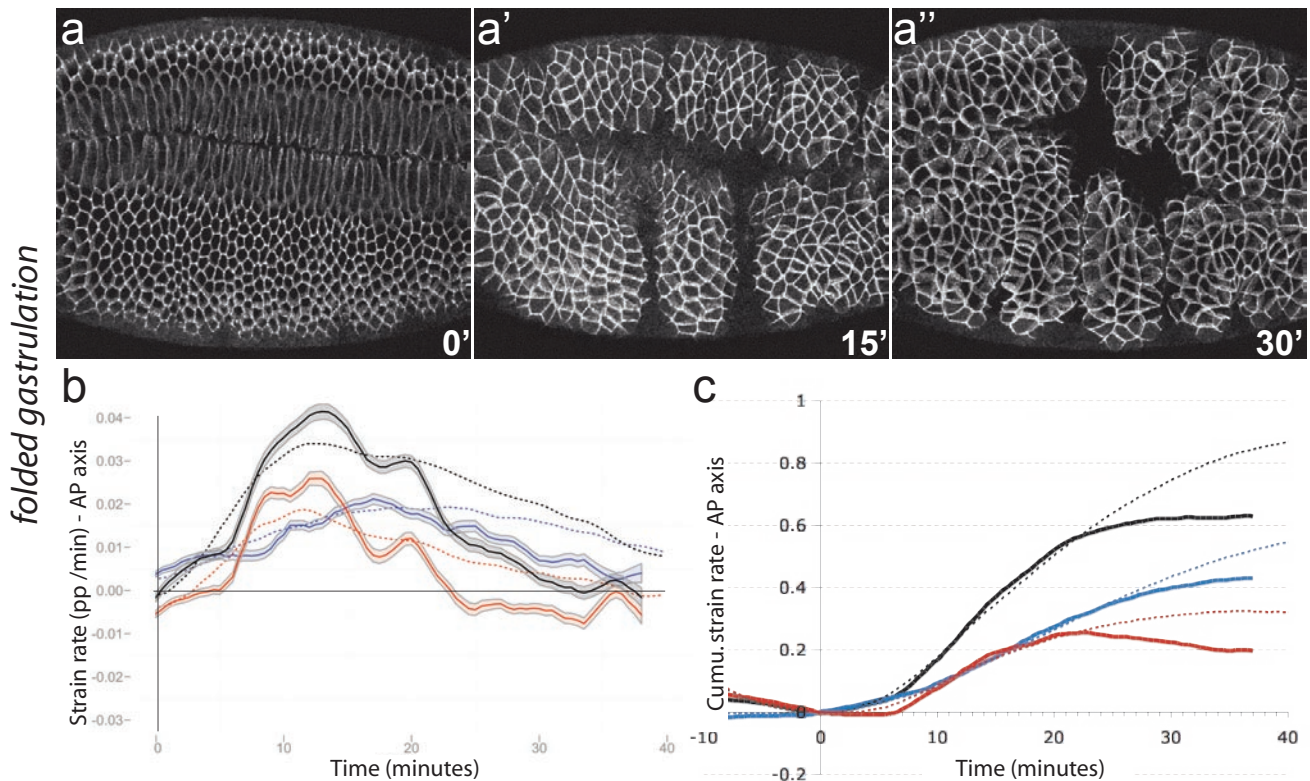 a
a'
a''
0'
15'
30'
folded gastrulation
b
c
Strain rate (pp /min) - AP axis
0.04
0.03
0.02
0.01
0.00
-0.01
-0.02
-0.03
0
10
20
30
40
Time (minutes)
Cumu. strain rate - AP axis
1
0.8
0.6
0.4
0.2
0
-0.2
-10
0
10
20
30
40
Time (minutes)